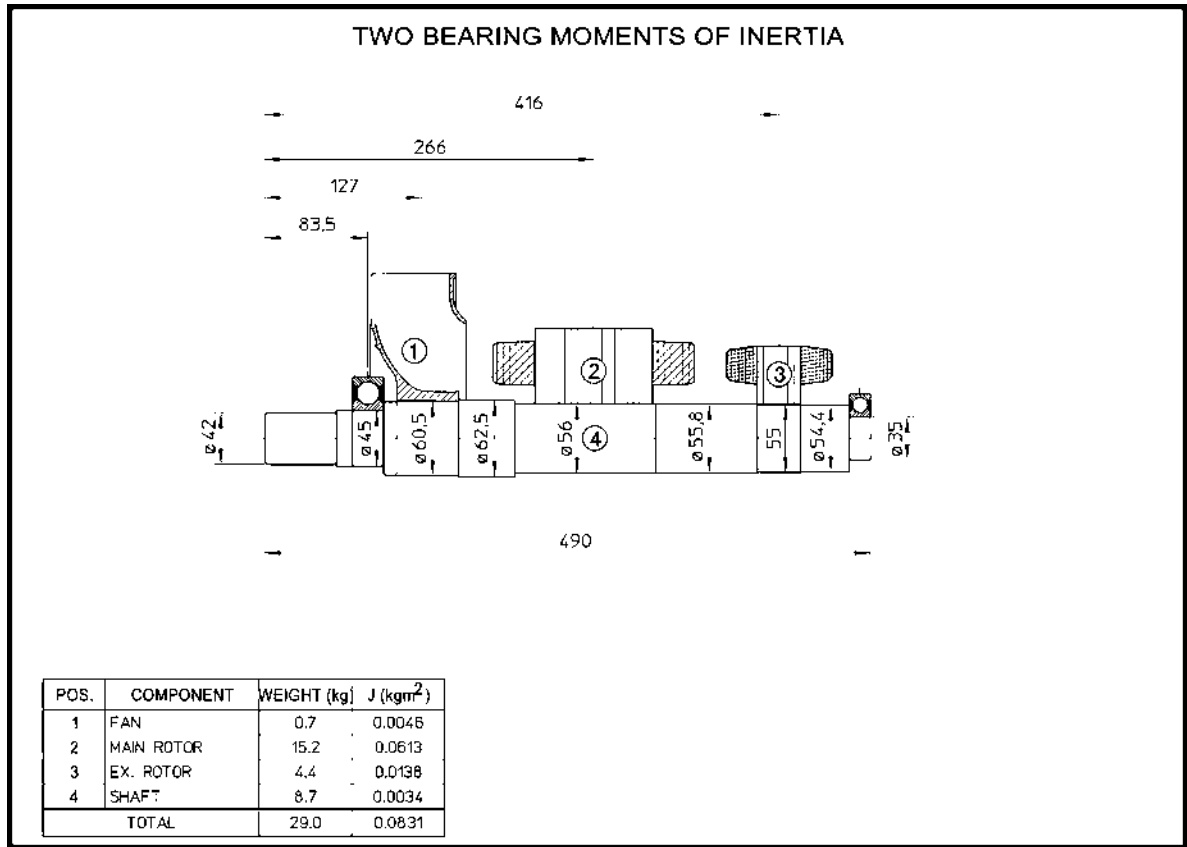 TWO BEARING MOMENTS OF INERTIA
416
266
127
83,5
1
2
3
4
ø42
ø45
ø60,5
ø62,5
ø56
ø55,8
55
ø54,4
ø35
490
POS. COMPONENT WEIGHT (kg) J (kgm²)
1 FAN 0.7 0.0046
2 MAIN ROTOR 15.2 0.0613
3 EX. ROTOR 4.4 0.0138
4 SHAFT 8.7 0.0034
TOTAL 29.0 0.0831